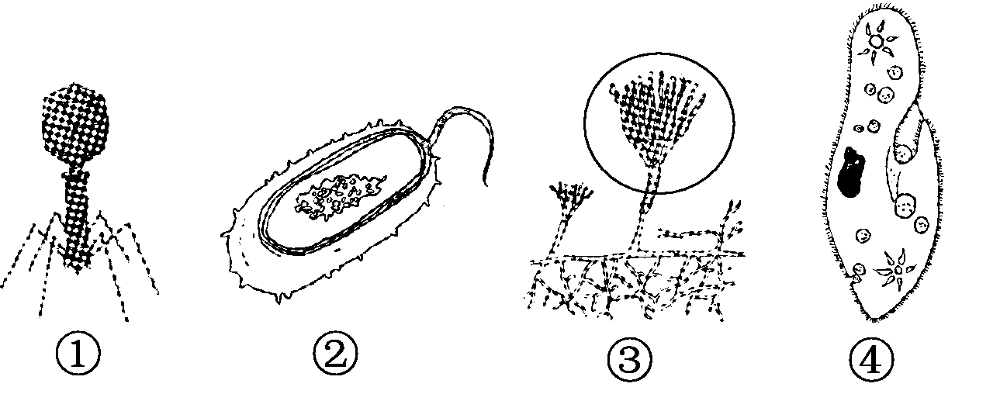 ① ② ③ ④